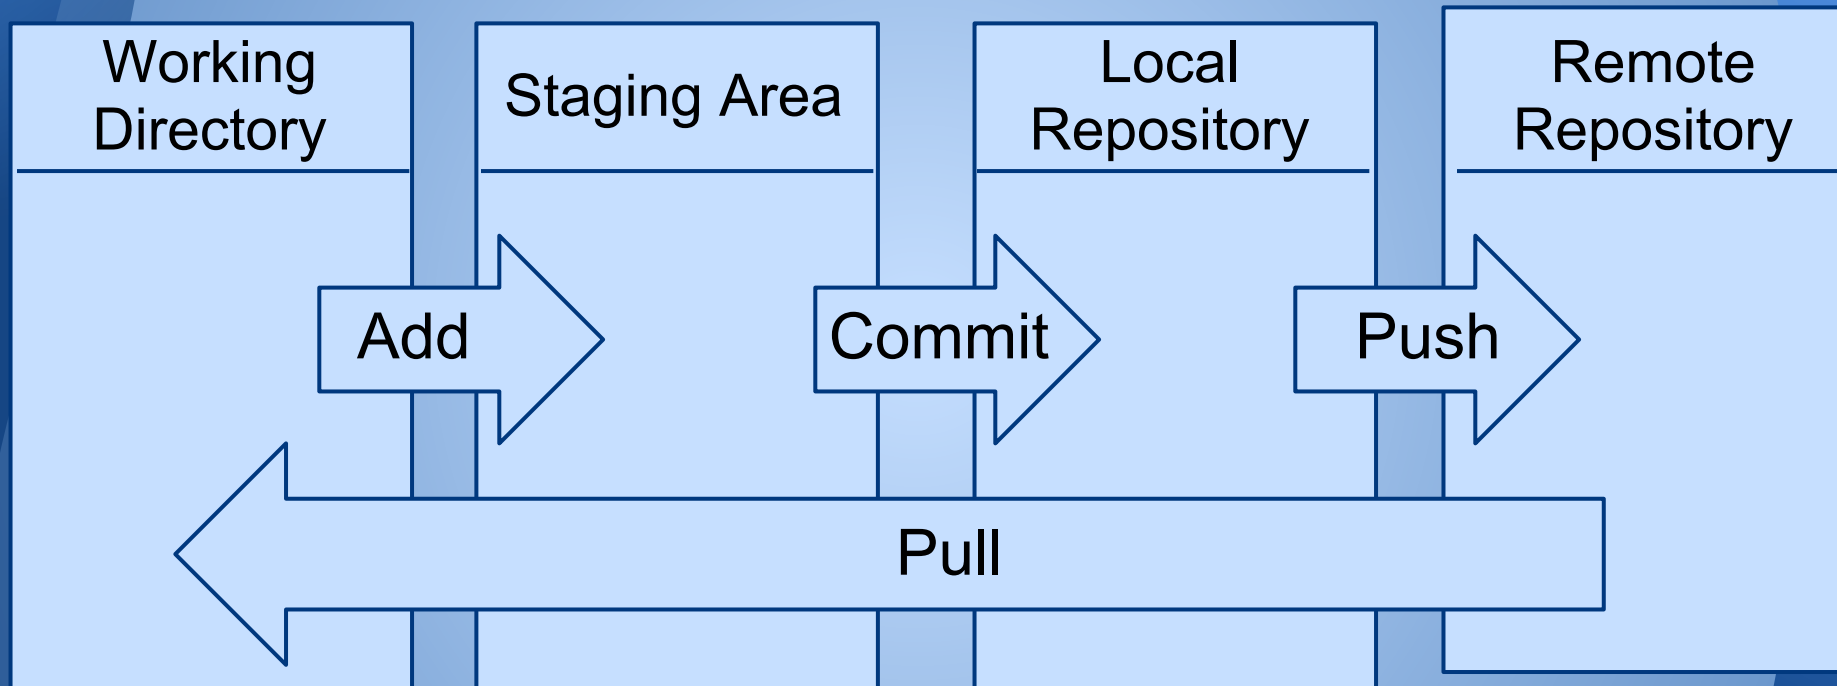 Working
Directory
Staging Area
Local
Repository
Remote
Repository
Add
Commit
Push
Pull